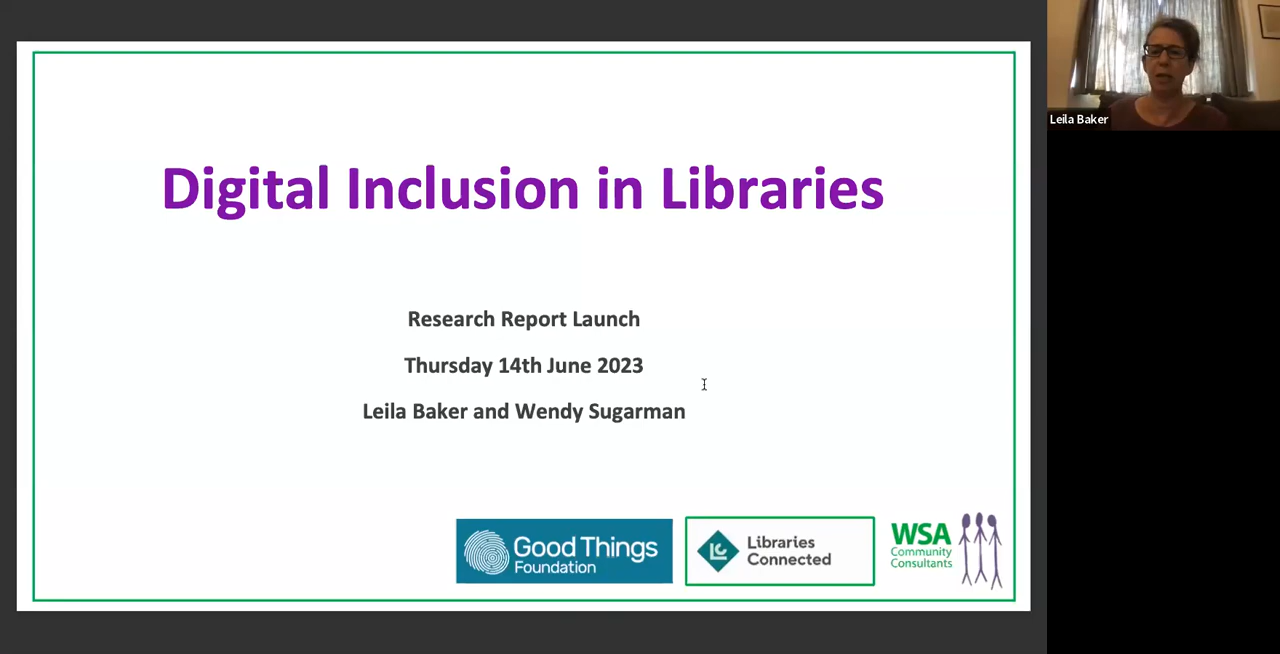 Digital Inclusion in Libraries
Research Report Launch
Thursday 14th June 2023
Leila Baker and Wendy Sugarman
Good Things
Foundation
LC
Libraries
Connected
WSA
Community
Consultants
Leila Baker